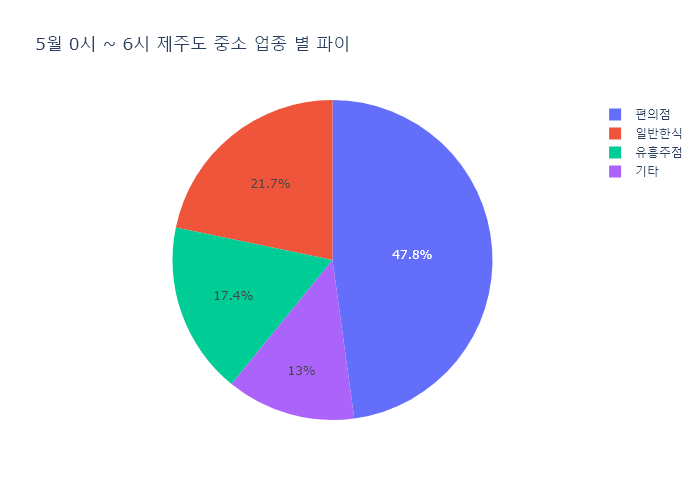 5월 0시 ~ 6시 제주도 중소 업종 별 파이
편의점
일반한식
유흥주점
기타
21.7%
47.8%
17.4%
13%